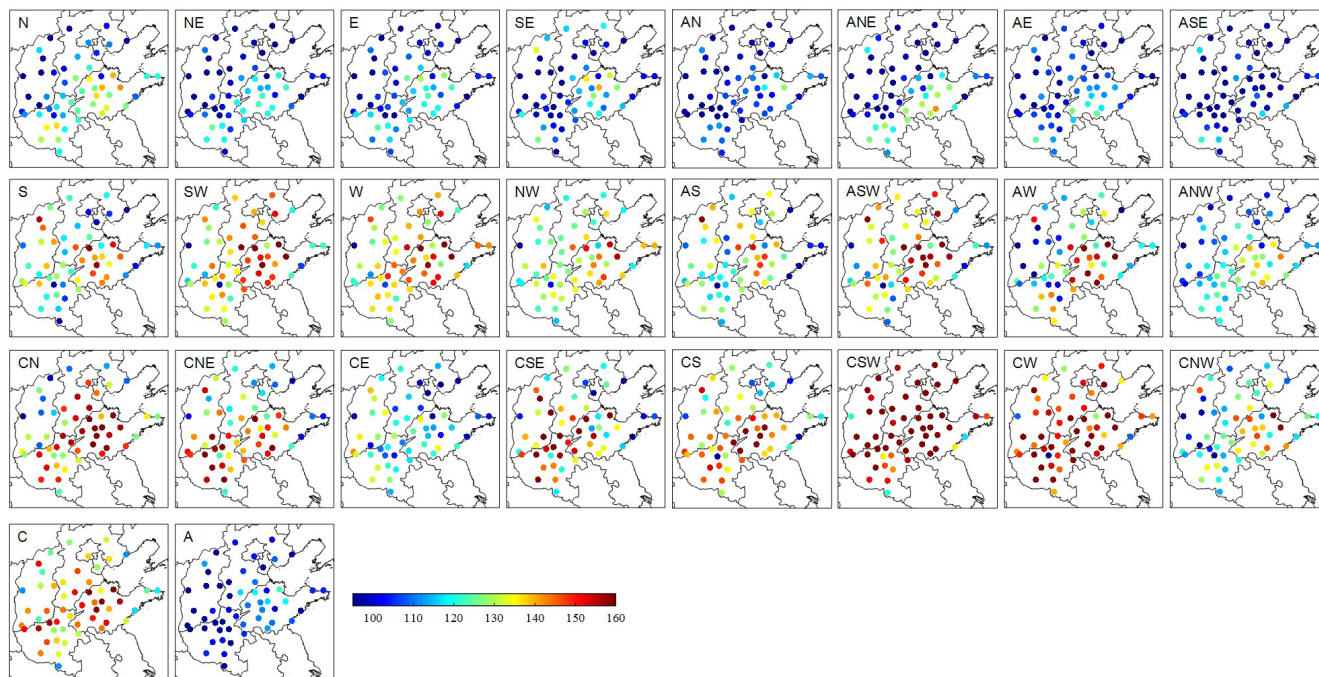 N NE E SE AN ANE AE ASE
S SW W NW AS ASW AW ANW
CN CNE CE CSE CS CSW CW CNW
C A
100 110 120 130 140 150 160